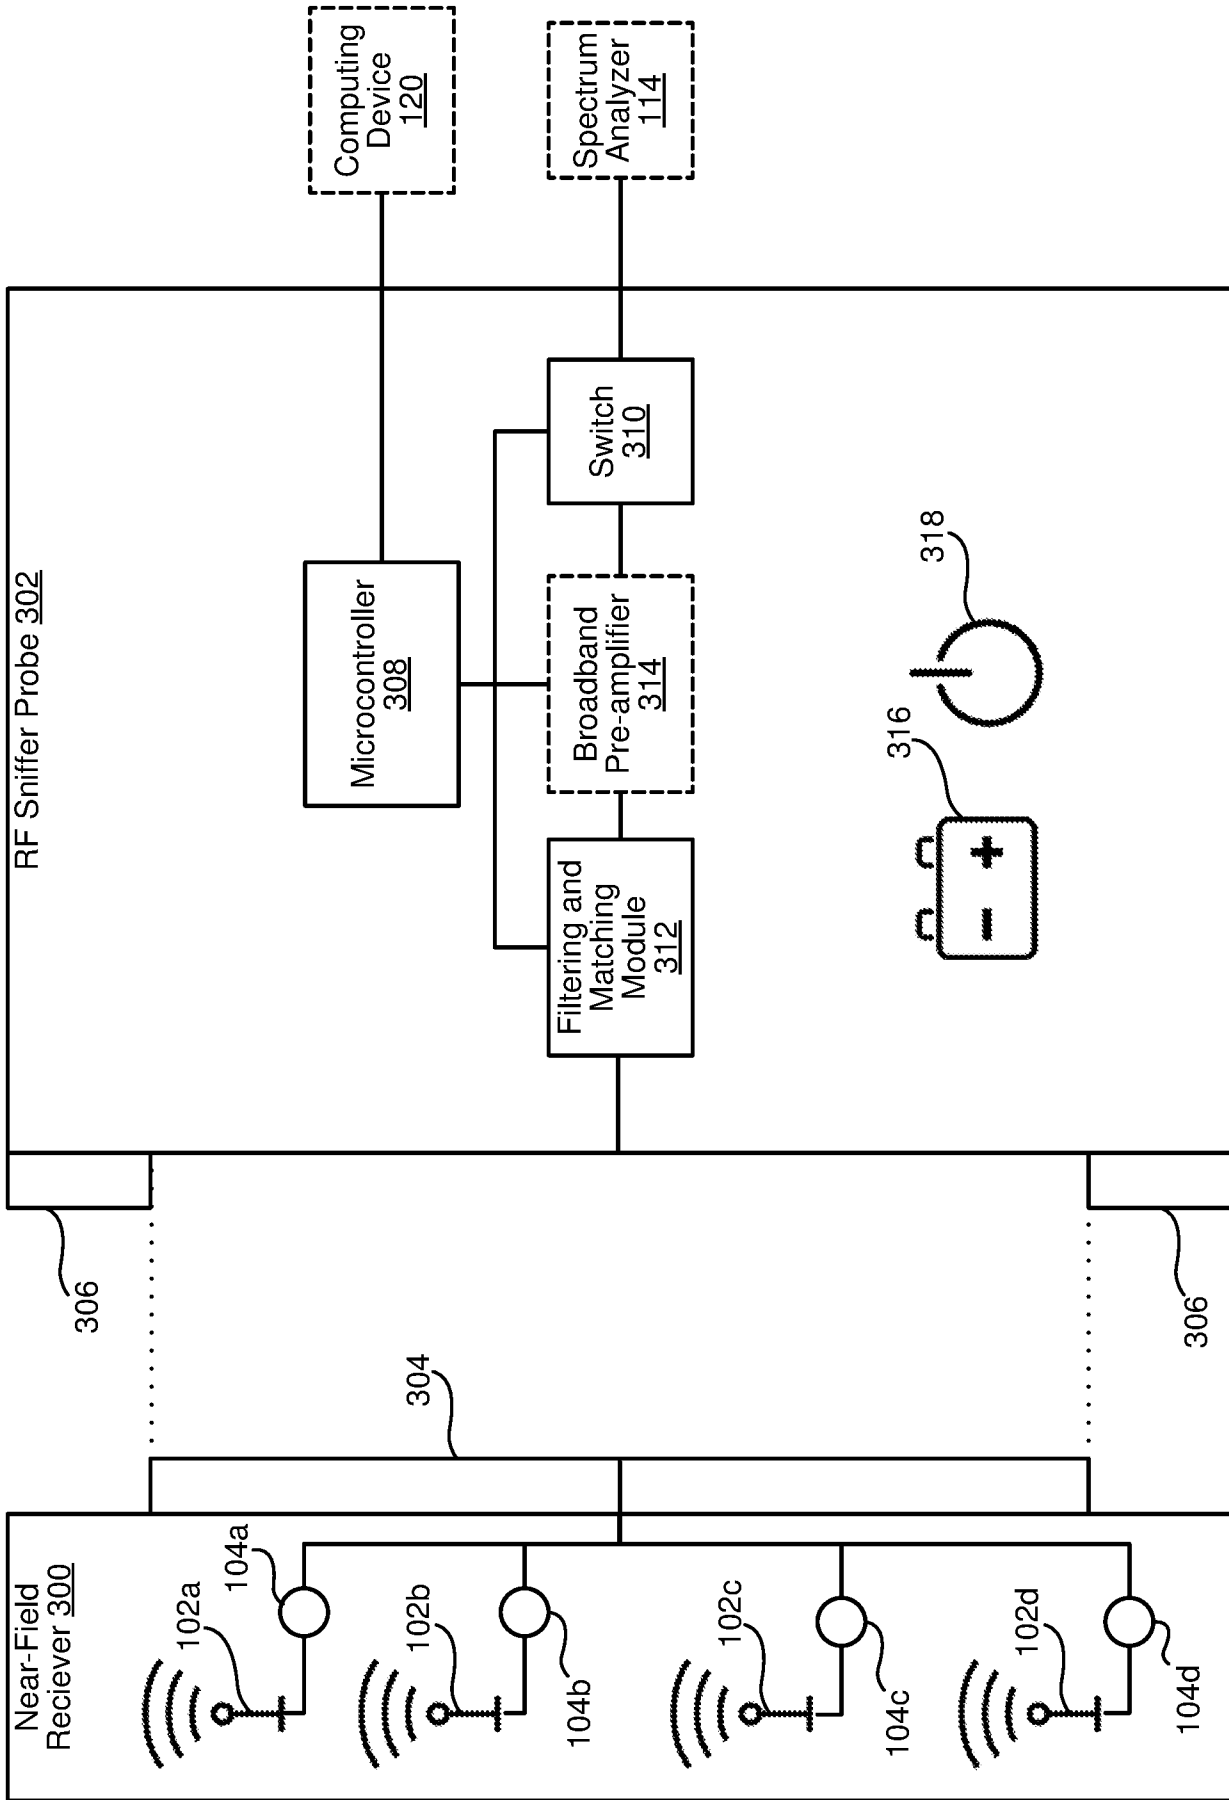 Near-Field
Reciever 300
102a
104a
102b
104b
102c
104c
102d
104d
304
306
306
RF Sniffer Probe 302
Microcontroller
308
Filtering and
Matching
Module
312
Broadband
Pre-amplifier
314
Switch
310
316
318
Computing
Device
120
Spectrum
Analyzer
114